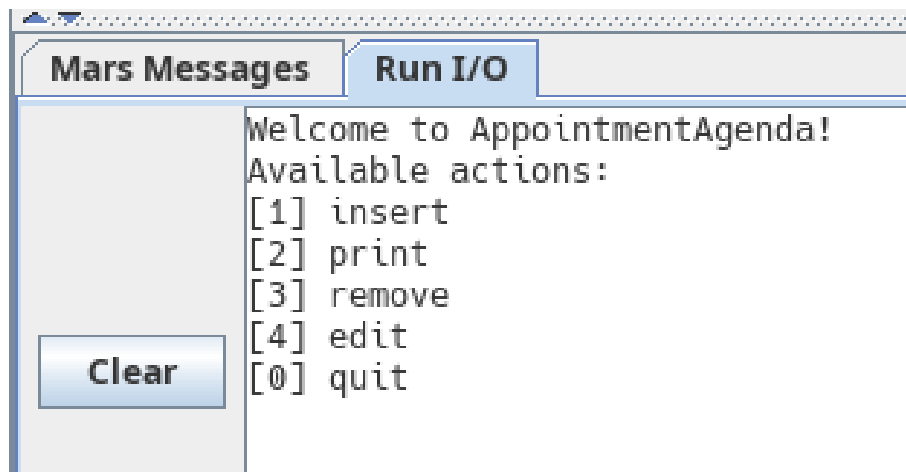 Mars Messages Run I/O
Welcome to AppointmentAgenda!
Available actions:
[1] insert
[2] print
[3] remove
[4] edit
[0] quit
Clear